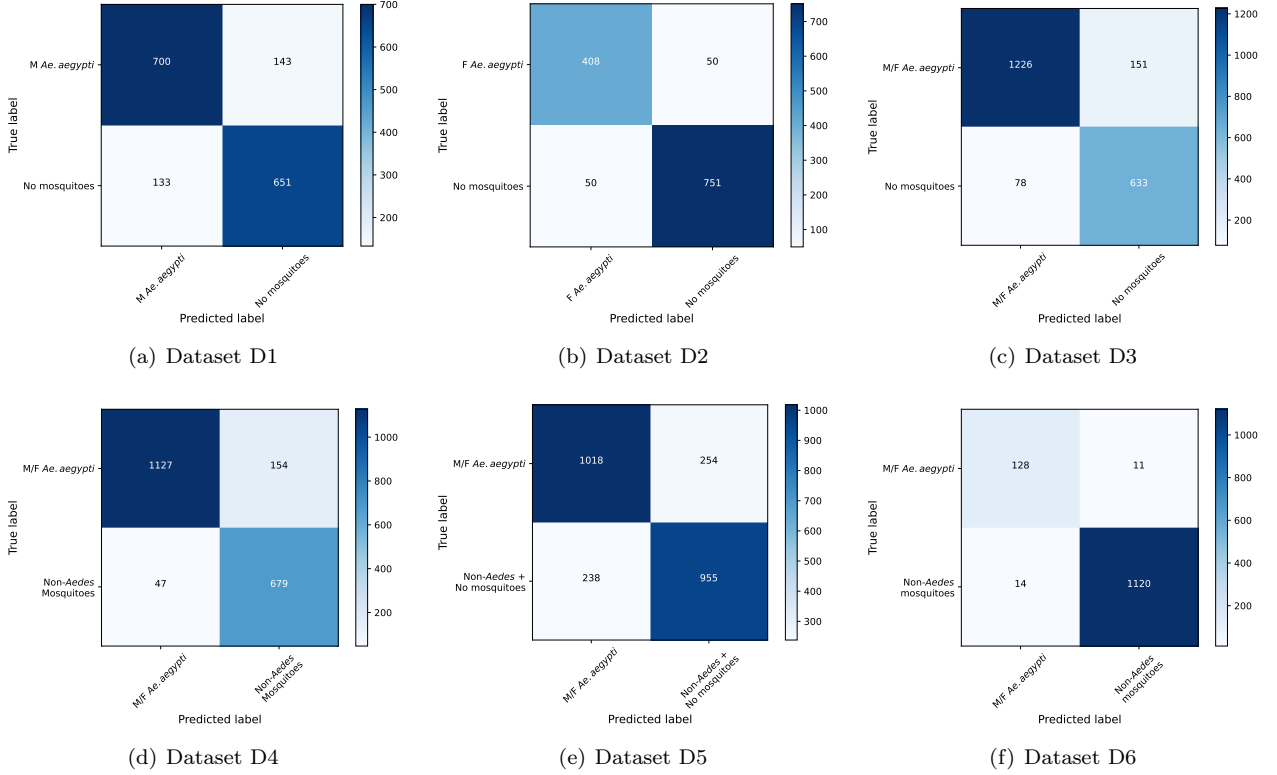 700
M Ae. aegypti
700
143
600
500
True label
400
300
No mosquitoes
133
651
200
M Ae. aegypti
No mosquitoes
Predicted label
(a) Dataset D1
700
F Ae. aegypti
408
50
600
500
True label
400
300
No mosquitoes
50
751
200
100
F Ae. aegypti
No mosquitoes
Predicted label
(b) Dataset D2
1200
M/F Ae. aegypti
1226
151
1000
800
True label
600
400
No mosquitoes
78
633
200
M/F Ae. aegypti
No mosquitoes
Predicted label
(c) Dataset D3
M/F Ae. aegypti
1127
154
1000
800
True label
600
400
Non-Aedes
Mosquitoes
47
679
200
M/F Ae. aegypti
Non-Aedes
Mosquitoes
Predicted label
(d) Dataset D4
1000
M/F Ae. aegypti
1018
254
900
800
700
True label
600
500
400
Non-Aedes +
No mosquitoes
238
955
300
M/F Ae. aegypti
Non-Aedes +
No mosquitoes
Predicted label
(e) Dataset D5
M/F Ae. aegypti
128
11
1000
800
True label
600
400
Non-Aedes
mosquitoes
14
1120
200
M/F Ae. aegypti
Non-Aedes
mosquitoes
Predicted label
(f) Dataset D6